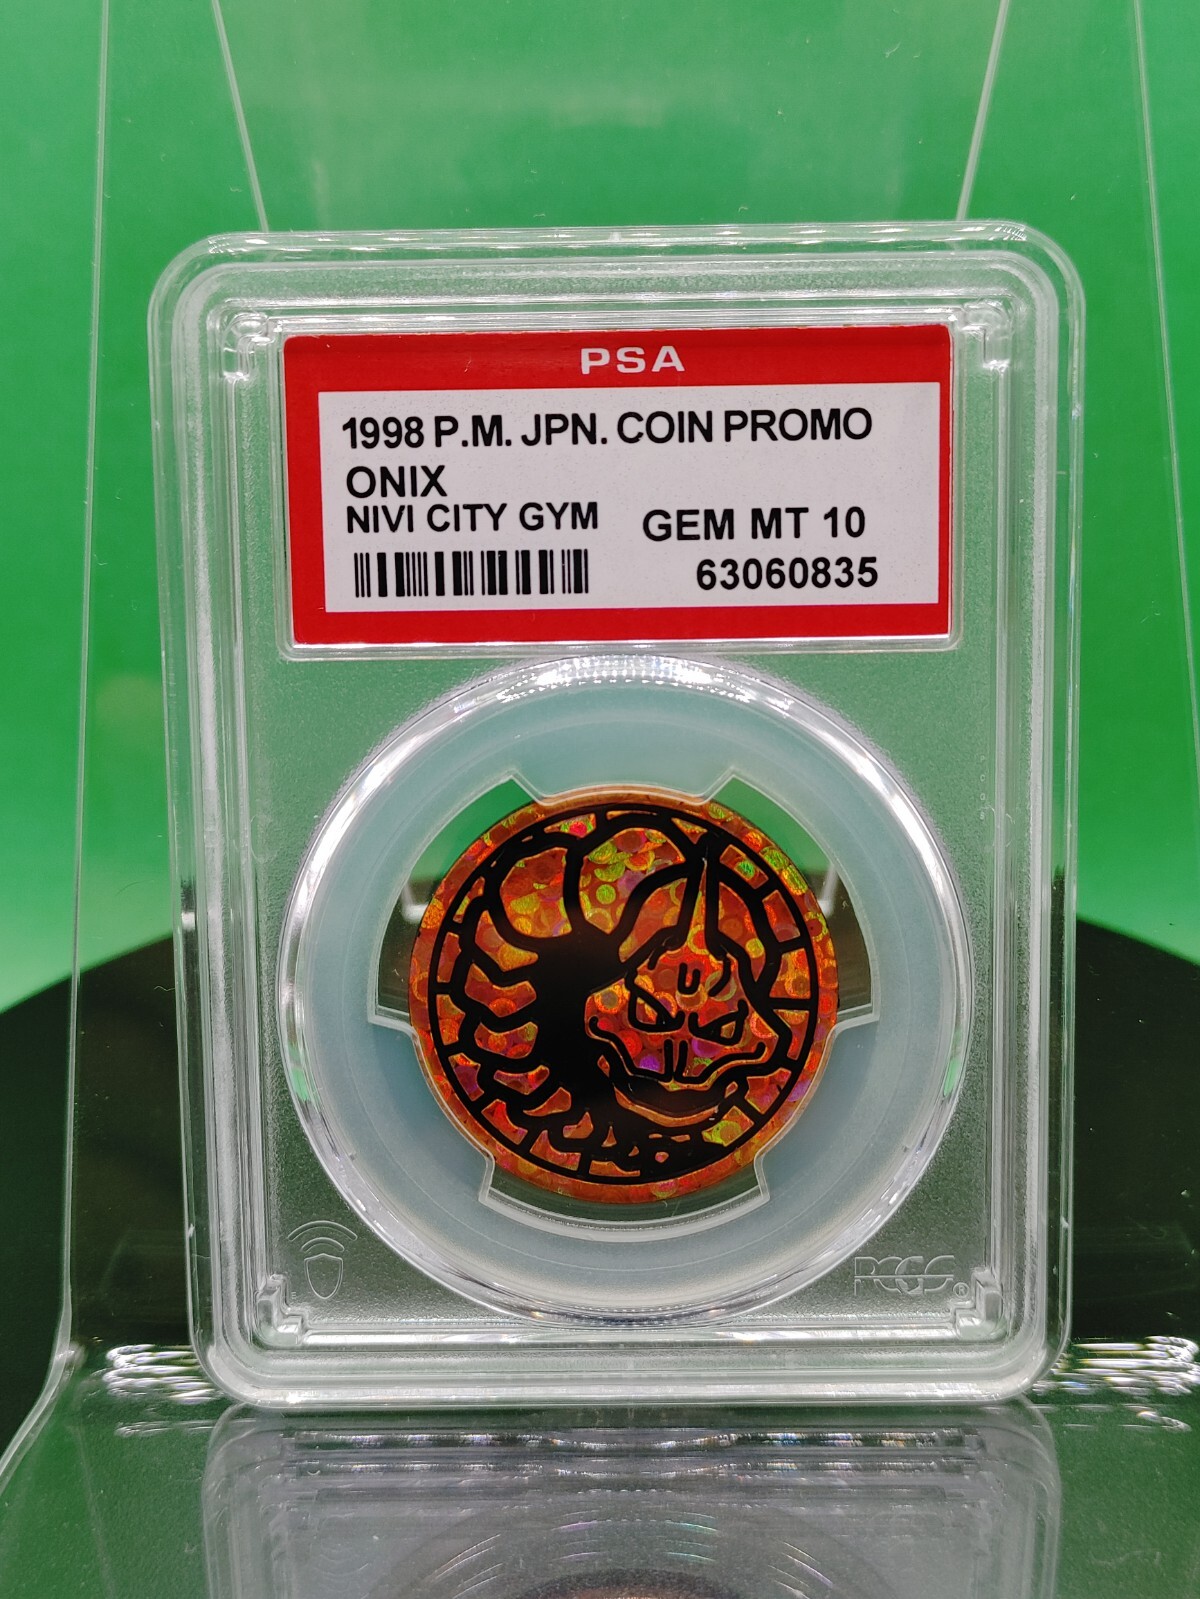 PSA
1998 P.M. JPN. COIN PROMO
ONIX
NIVI CITY GYM
GEM MT 10
63060835
PCGS